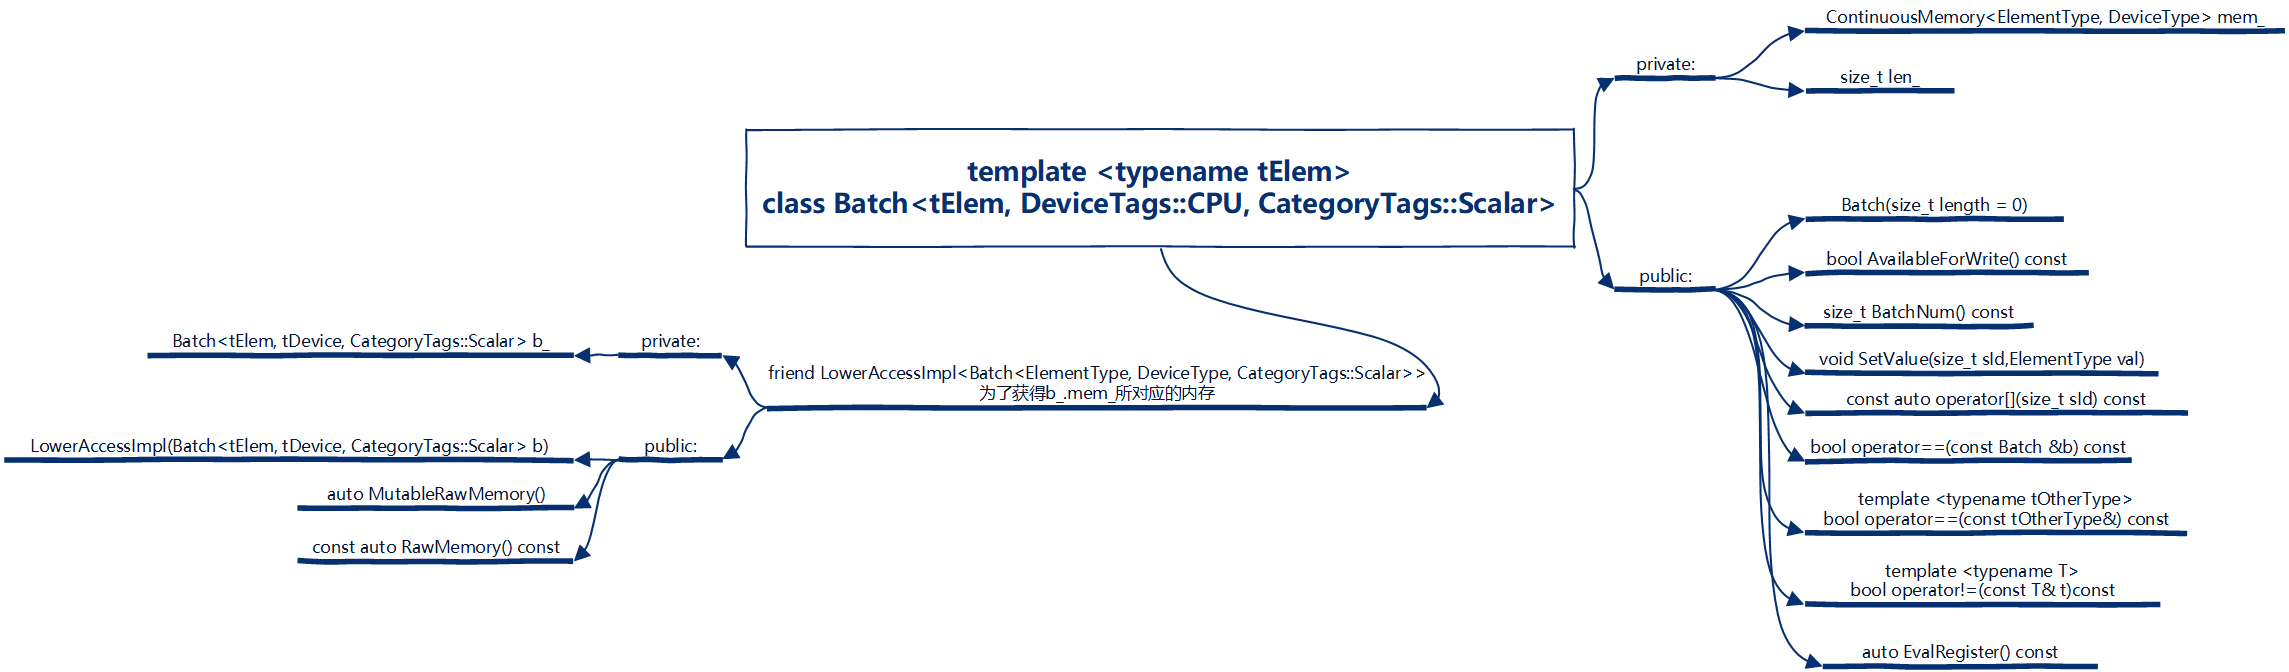 template <typename tElem>
class Batch<tElem, DeviceTags::CPU, CategoryTags::Scalar>
private:
ContinuousMemory<ElementType, DeviceType> mem_
size_t len_
public:
Batch(size_t length = 0)
bool AvailableForWrite() const
size_t BatchNum() const
void SetValue(size_t sId,ElementType val)
const auto operator[](size_t sId) const
bool operator==(const Batch &b) const
template <typename tOtherType>
bool operator==(const tOtherType&) const
template <typename T>
bool operator!=(const T& t)const
auto EvalRegister() const
friend LowerAccessImpl<Batch<ElementType, DeviceType, CategoryTags::Scalar>>
为了获得b_.mem_所对应的内存
private:
Batch<tElem, tDevice, CategoryTags::Scalar> b_
public:
LowerAccessImpl(Batch<tElem, tDevice, CategoryTags::Scalar> b)
auto MutableRawMemory()
const auto RawMemory() const